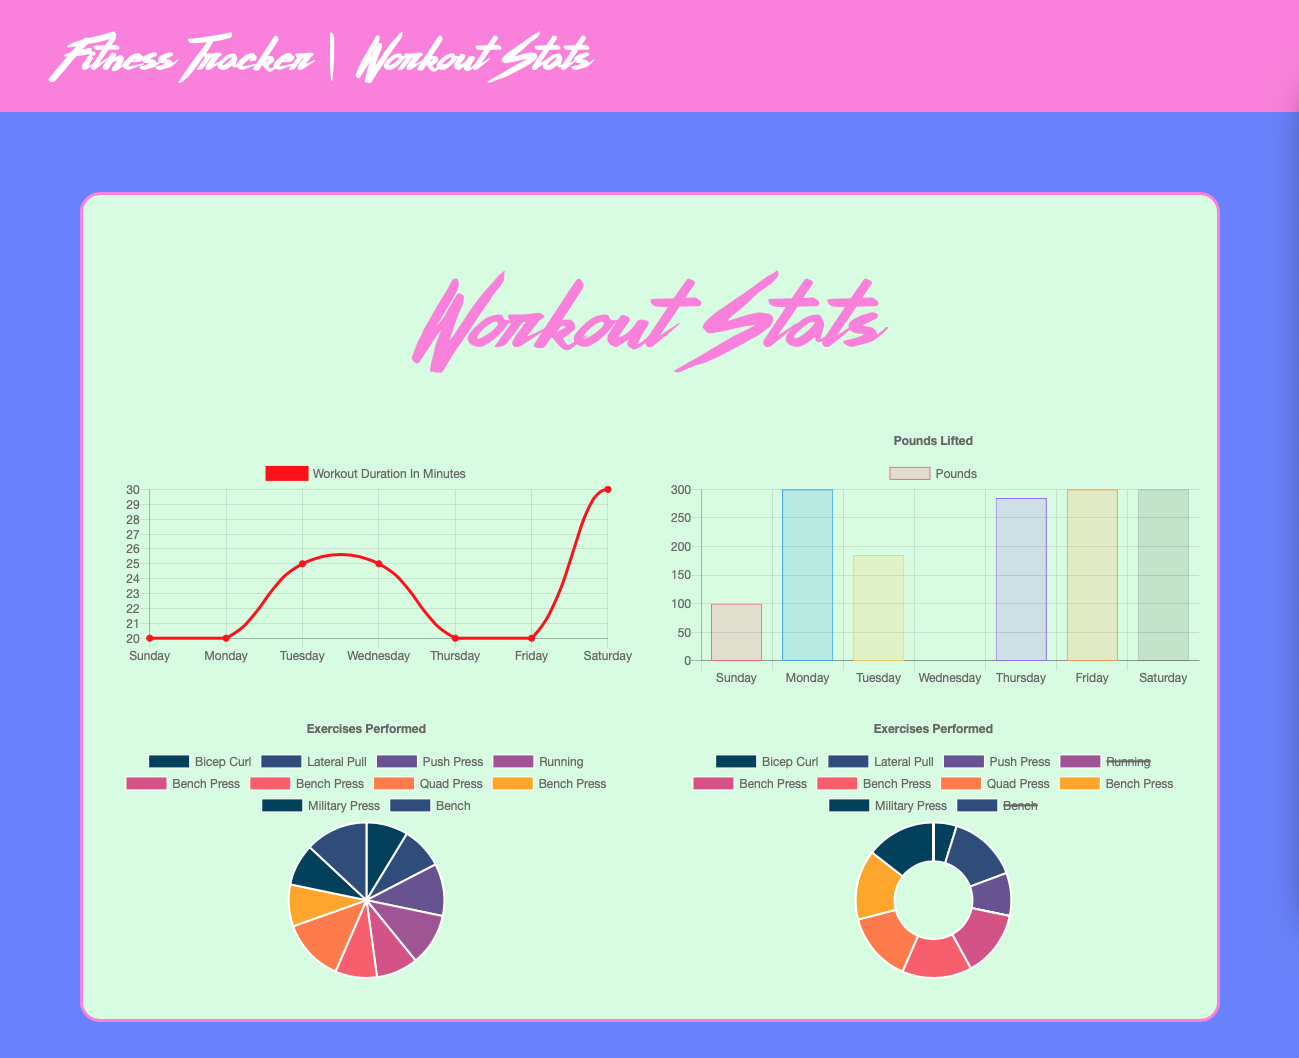 Fitness Tracker | Workout Stats
Workout Stats
Workout Duration In Minutes
30
29
28
27
26
25
24
23
22
21
20
Sunday Monday Tuesday Wednesday Thursday Friday Saturday
Pounds Lifted
Pounds
300
250
200
150
100
50
0
Sunday Monday Tuesday Wednesday Thursday Friday Saturday
Exercises Performed
Bicep Curl Lateral Pull Push Press Running
Bench Press Bench Press Quad Press Bench Press
Military Press Bench
Exercises Performed
Bicep Curl Lateral Pull Push Press Running
Bench Press Bench Press Quad Press Bench Press
Military Press Bench